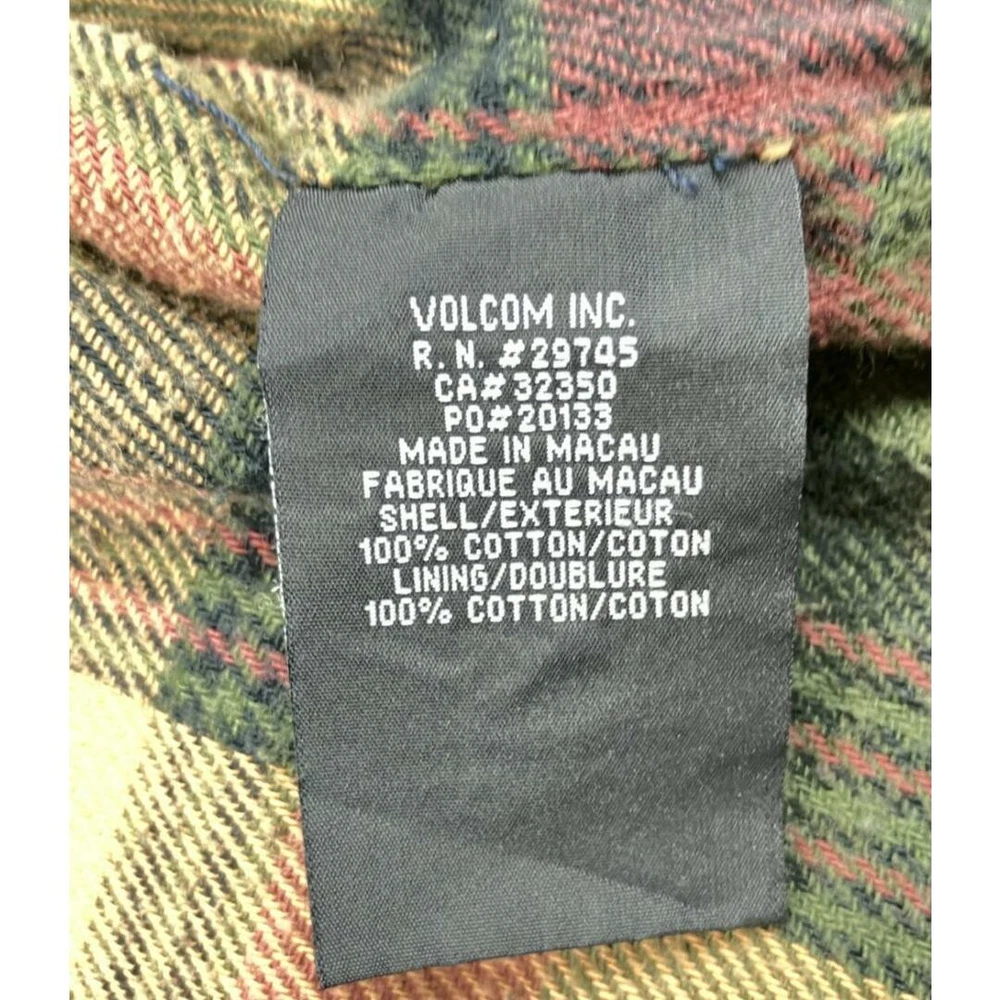 VOLCOM INC.
R. N. #29745
CA#32350
PO#20133
MADE IN MACAU
FABRIQUE AU MACAU
SHELL/EXTERIEUR
100% COTTON/COTON
LINING/DOUBLURE
100% COTTON/COTON